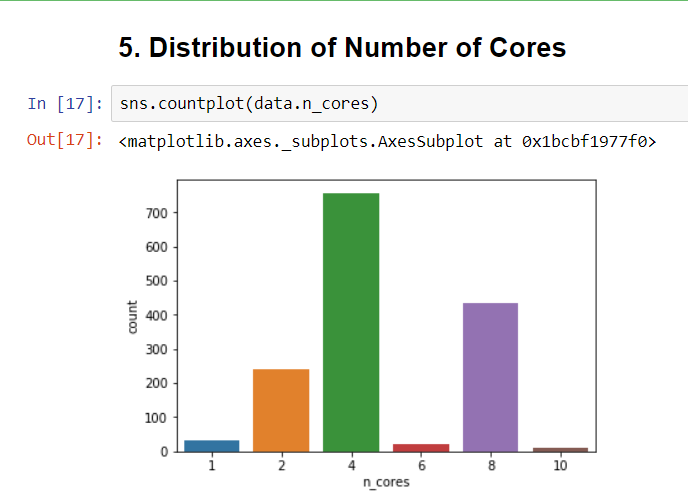 5. Distribution of Number of Cores
In [17]: sns.countplot(data.n_cores)
Out[17]: <matplotlib.axes._subplots.AxesSubplot at 0x1bcbf1977f0>
700
600
500
400
300
200
100
0
count
1 2 4 6 8 10
n_cores